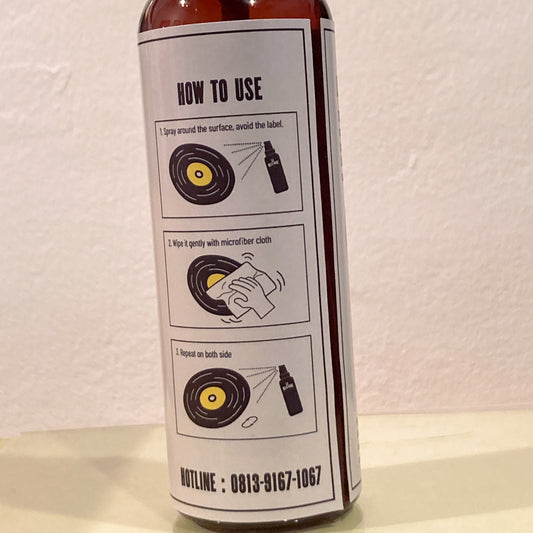 HOW TO USE
1. Spray around the surface, avoid the label.
2. Wipe it gently with microfiber cloth
3. Repeat on both side
HOTLINE : 0813-9167-1067